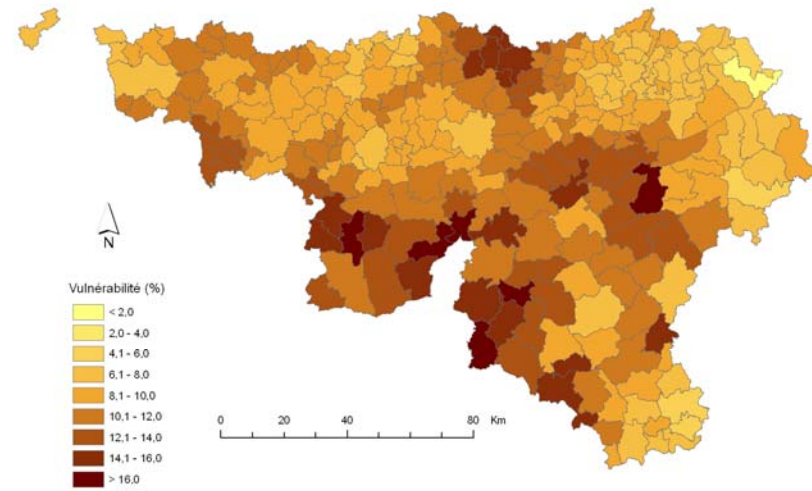 N
Vulnérabilité (%)
< 2,0
2,0 - 4,0
4,1 - 6,0
6,1 - 8,0
8,1 - 10,0
10,1 - 12,0
12,1 - 14,0
14,1 - 16,0
> 16,0
0 20 40 80 Km